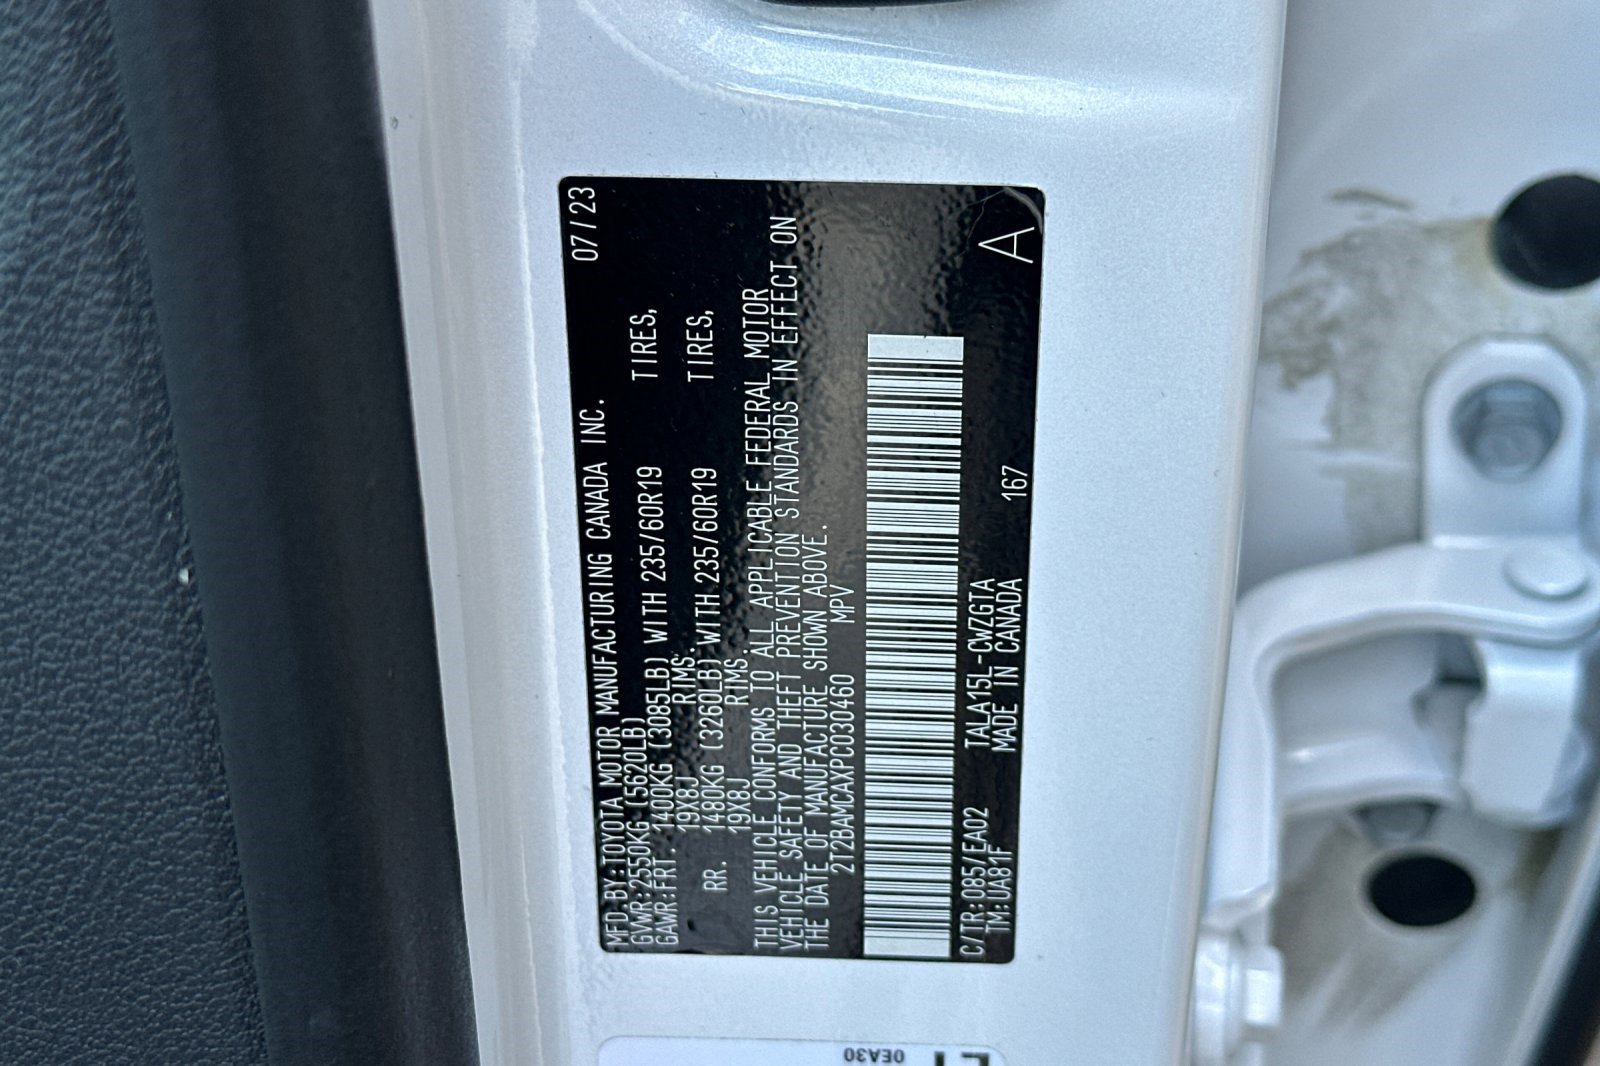 MFD.BY:TOYOTA MOTOR MANUFACTURING CANADA INC. 07/23
GVWR:2550KG (5620LB)
GAWR:FRT. 1400KG (3085LB) WITH 235/60R19 TIRES,
19X8J RIMS.
RR. 1480KG (3260LB) WITH 235/60R19 TIRES,
19X8J RIMS.
THIS VEHICLE CONFORMS TO ALL APPLICABLE FEDERAL MOTOR
VEHICLE SAFETY AND THEFT PREVENTION STANDARDS IN EFFECT ON
THE DATE OF MANUFACTURE SHOWN ABOVE.
2T2BAMCAXPC030460 MPV
C/TR:085/EA02 TALA15L-CWZGTA
TM:UA81F MADE IN CANADA 167 A
0EA30